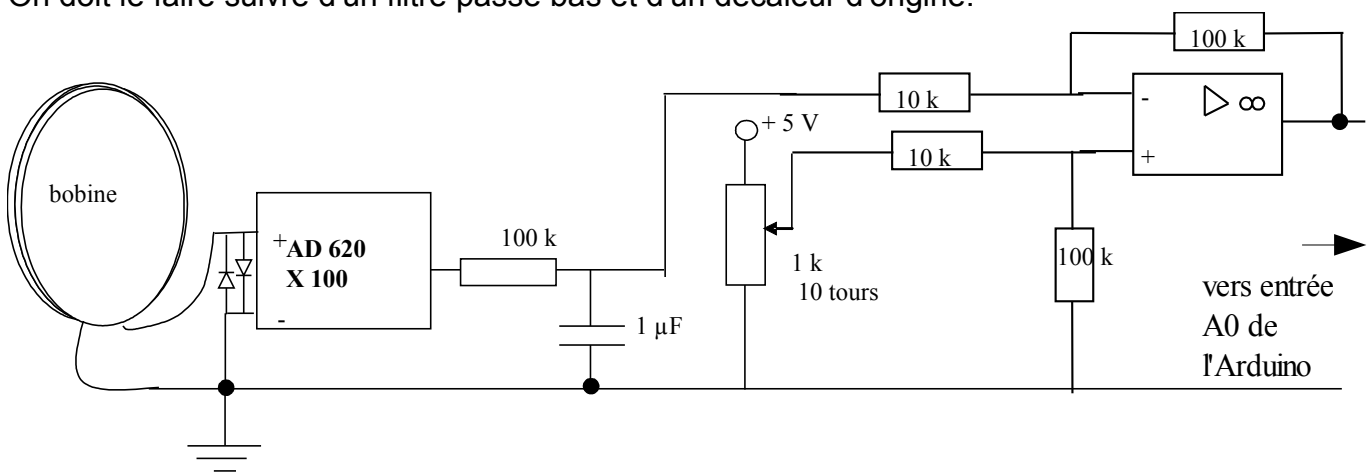 On doit le faire suivre d'un filtre passe bas et d'un décaleur d'origine.
100 k
10 k
- ▷ ∞
+ 5 V
10 k
+
bobine
+AD 620
X 100
-
100 k
1 k
10 tours
100 k
1 µF
vers entrée
A0 de
l'Arduino